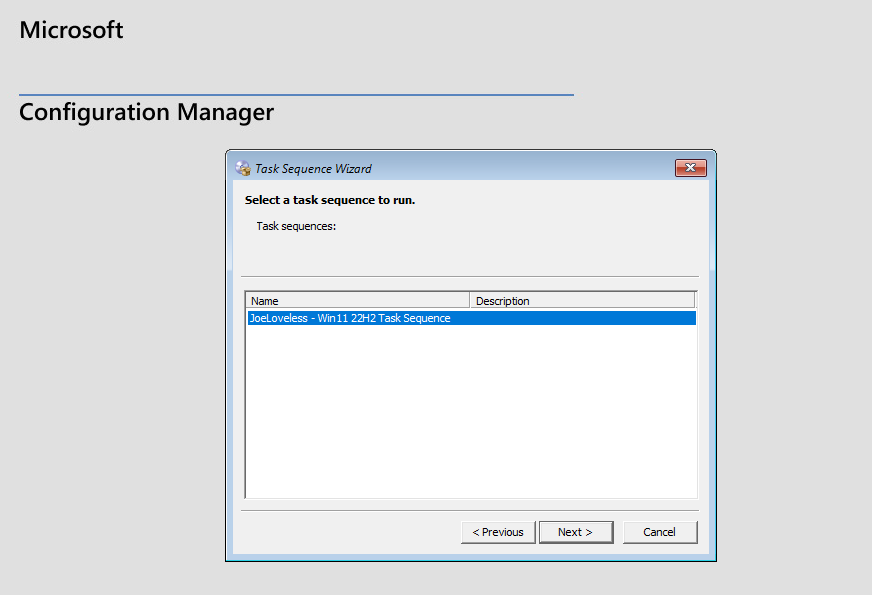 Microsoft
Configuration Manager
Task Sequence Wizard
Select a task sequence to run.
Task sequences:
Name Description
JoeLoveless - Win11 22H2 Task Sequence
< Previous Next > Cancel